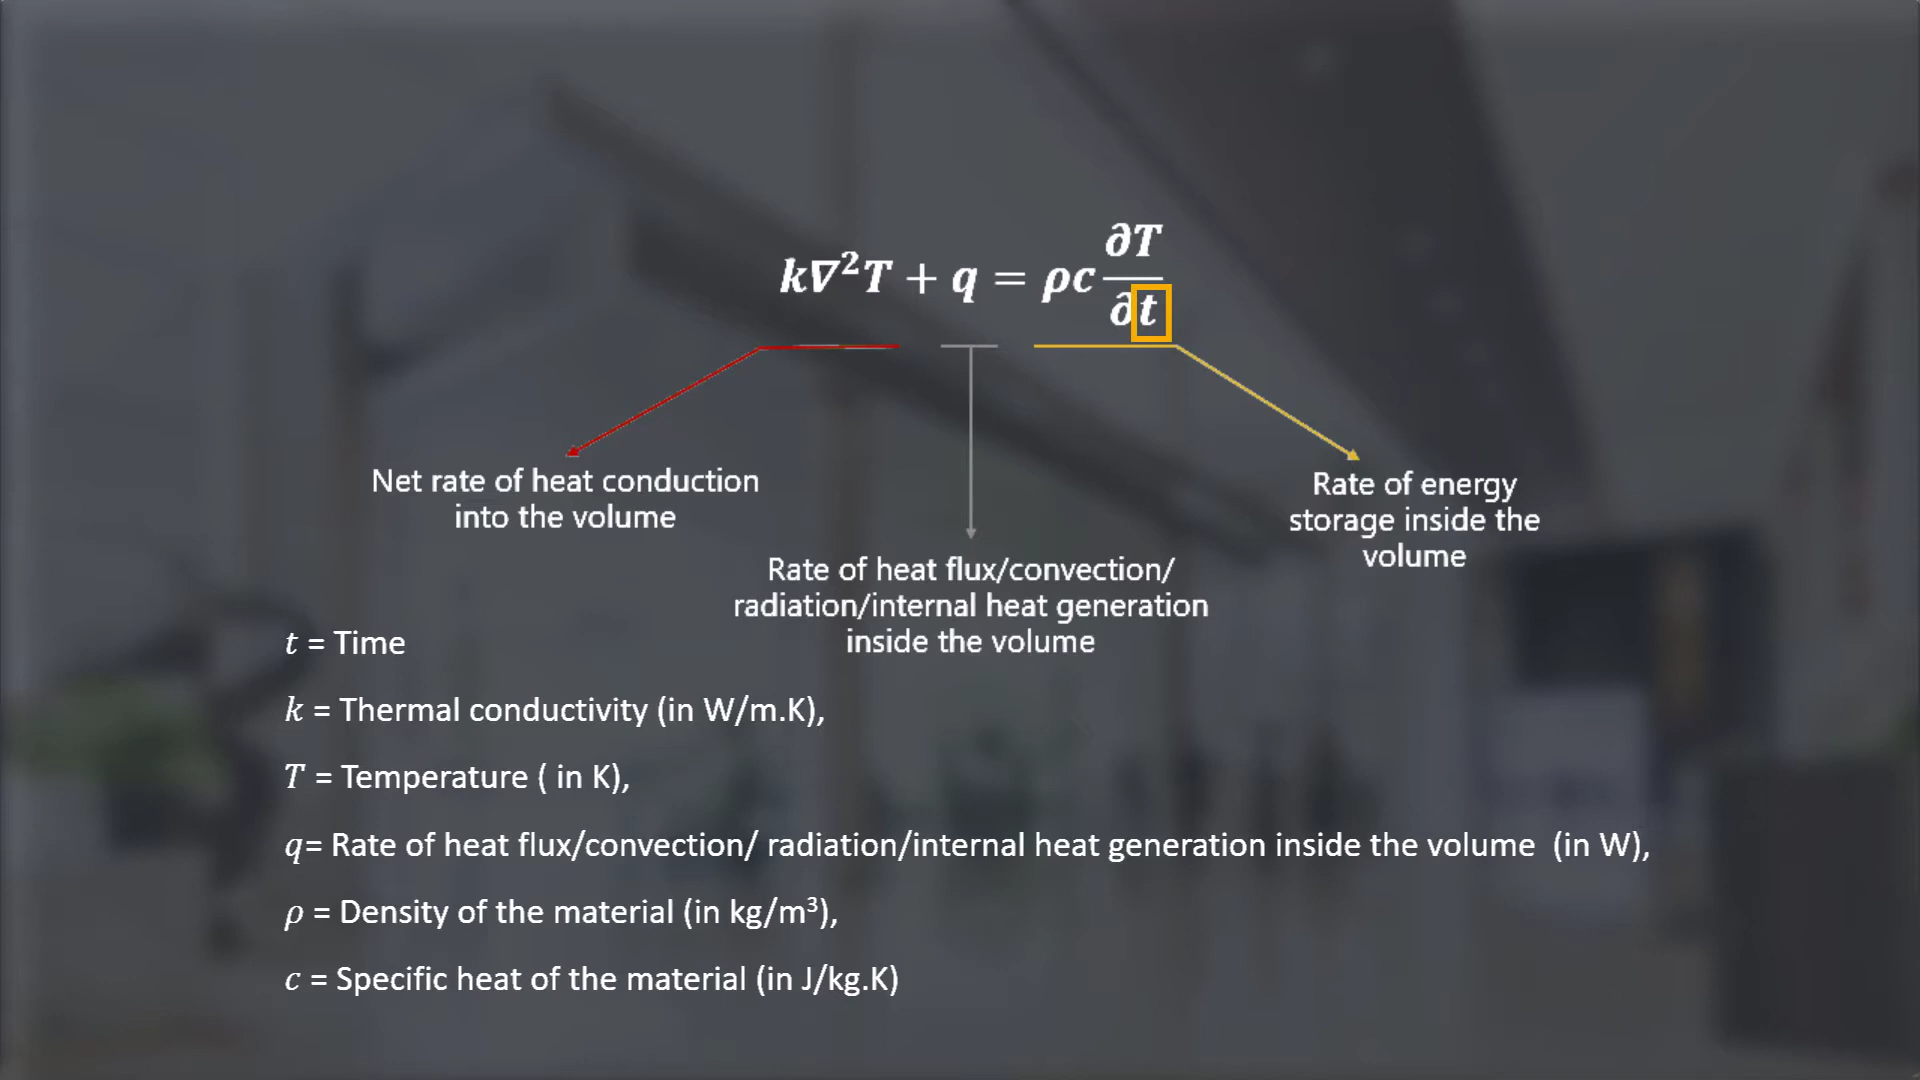 k∇²T + q = ρc ∂T/∂t
Net rate of heat conduction
into the volume
Rate of heat flux/convection/
radiation/internal heat generation
inside the volume
Rate of energy
storage inside the
volume
t = Time
k = Thermal conductivity (in W/m.K),
T = Temperature ( in K),
q= Rate of heat flux/convection/ radiation/internal heat generation inside the volume (in W),
ρ = Density of the material (in kg/m³),
c = Specific heat of the material (in J/kg.K)